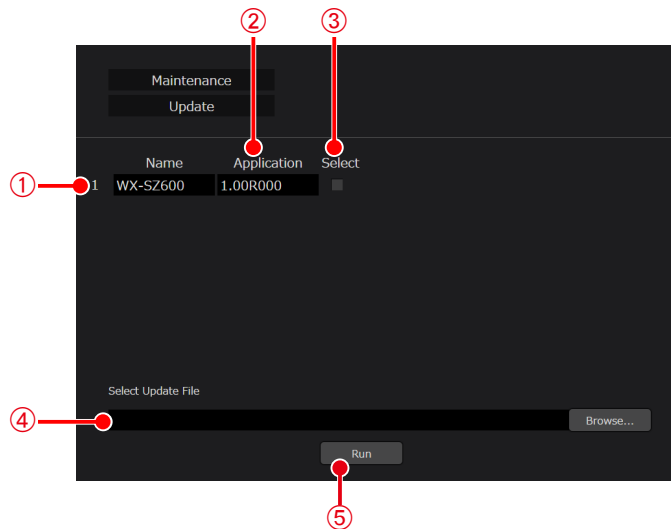 ② ③
Maintenance
Update
Name Application Select
① 1 WX-SZ600 1.00R000
Select Update File
④ Browse...
Run
⑤